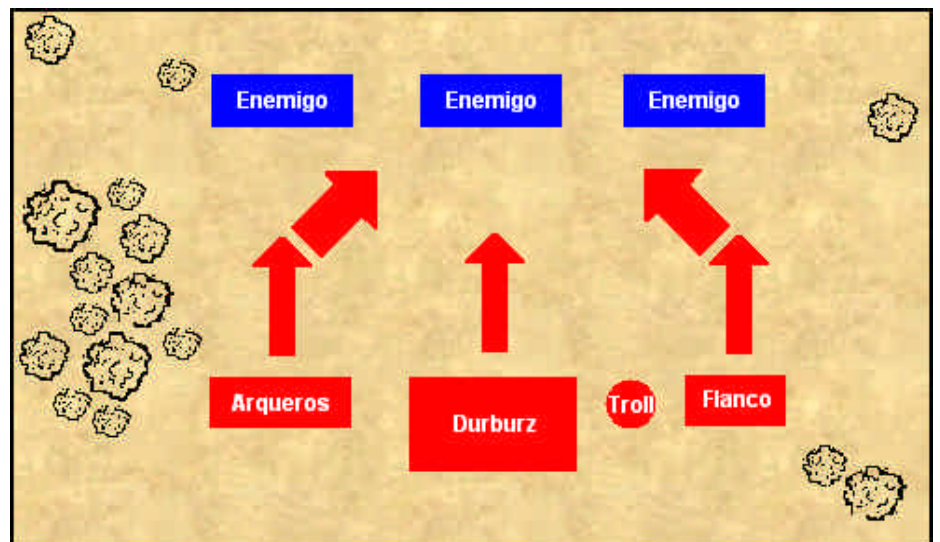 Enemigo
Enemigo
Enemigo
Arqueros
Durburz
Troll
Flanco